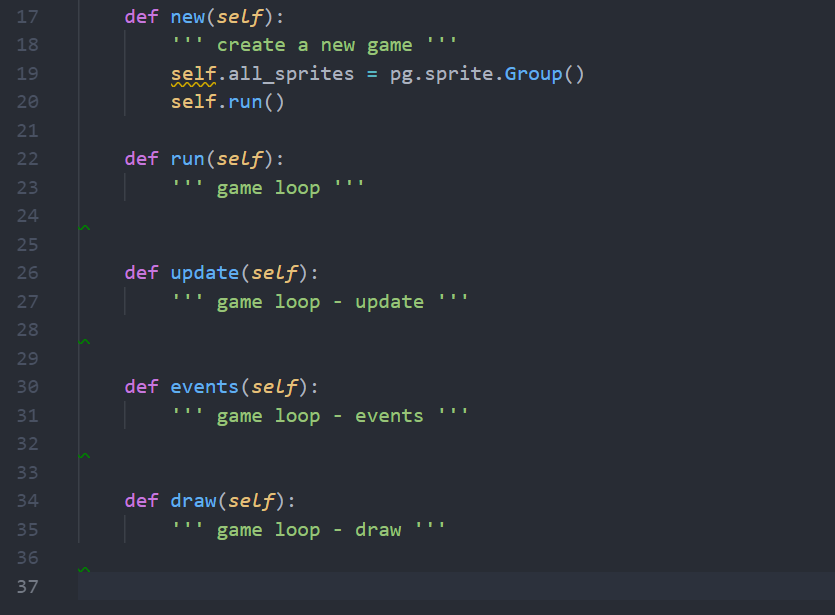 17 def new(self):
18 ''' create a new game '''
19 self.all_sprites = pg.sprite.Group()
20 self.run()
21
22 def run(self):
23 ''' game loop '''
24
25
26 def update(self):
27 ''' game loop - update '''
28
29
30 def events(self):
31 ''' game loop - events '''
32
33
34 def draw(self):
35 ''' game loop - draw '''
36
37